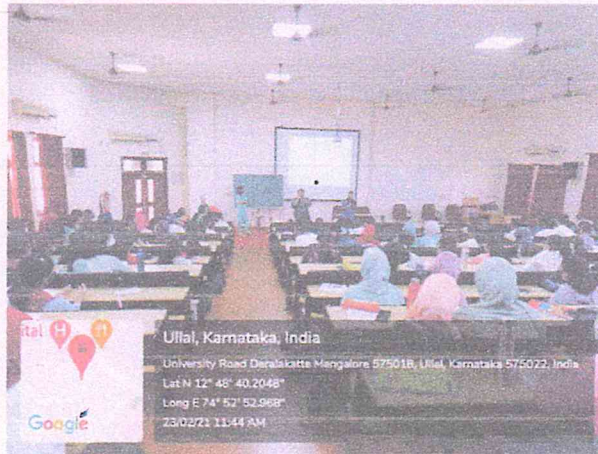 Ullal, Karnataka, India
University Road Deralakatte Mangalore 575018, Ullal, Karnataka 575022, India
Lat N 12° 48' 40.2048"
Long E 74° 52' 52.968"
23/02/21 11:44 AM
ital H
Google